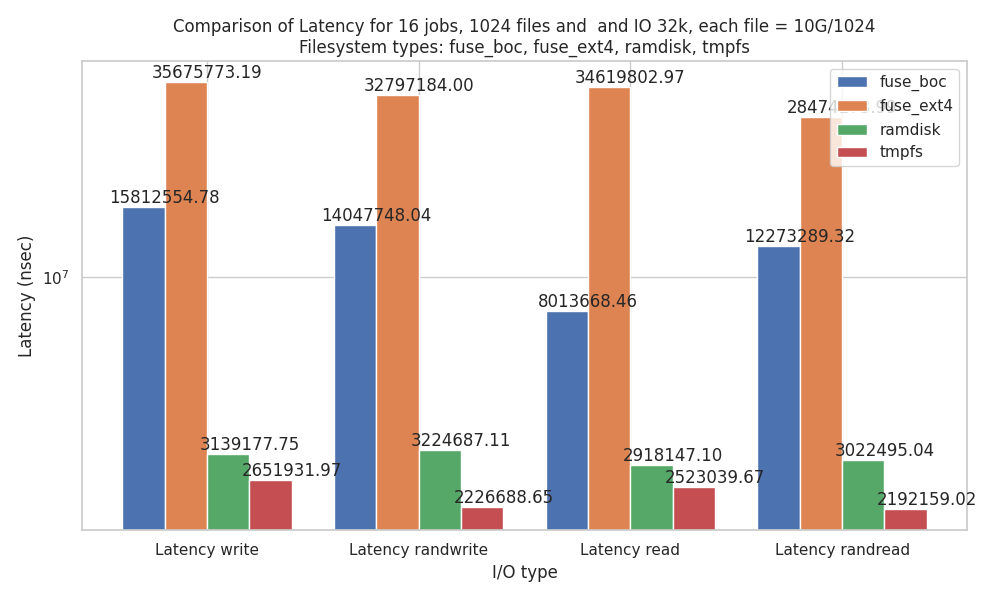 Comparison of Latency for 16 jobs, 1024 files and  and IO 32k, each file = 10G/1024
Filesystem types: fuse_boc, fuse_ext4, ramdisk, tmpfs
35675773.19
32797184.00
34619802.97
fuse_boc
fuse_ext4
ramdisk
tmpfs
15812554.78
14047748.04
12273289.32
8013668.46
10⁷
Latency (nsec)
3139177.75
3224687.11
2918147.10
3022495.04
2651931.97
2226688.65
2523039.67
2192159.02
Latency write
Latency randwrite
Latency read
Latency randread
I/O type